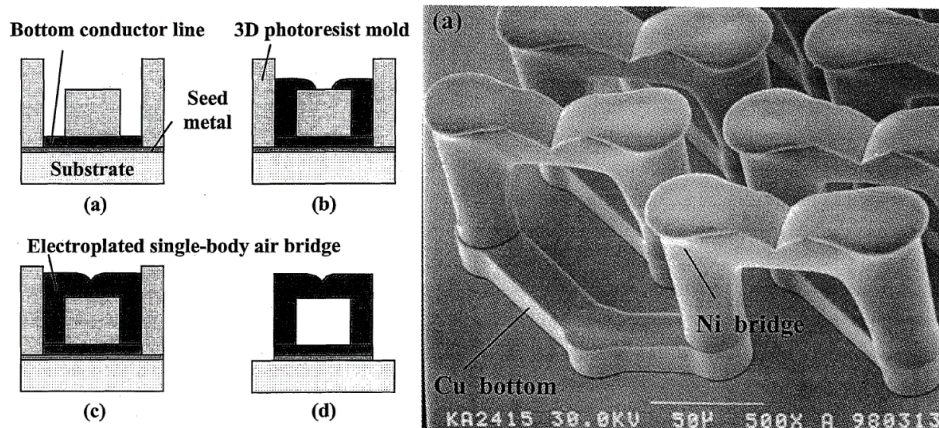 Bottom conductor line
3D photoresist mold
Seed
metal
Substrate
(a)
(b)
Electroplated single-body air bridge
(c)
(d)
(a)
Ni bridge
Cu bottom
KA2415 30.0KV 50µ 500X A 980313